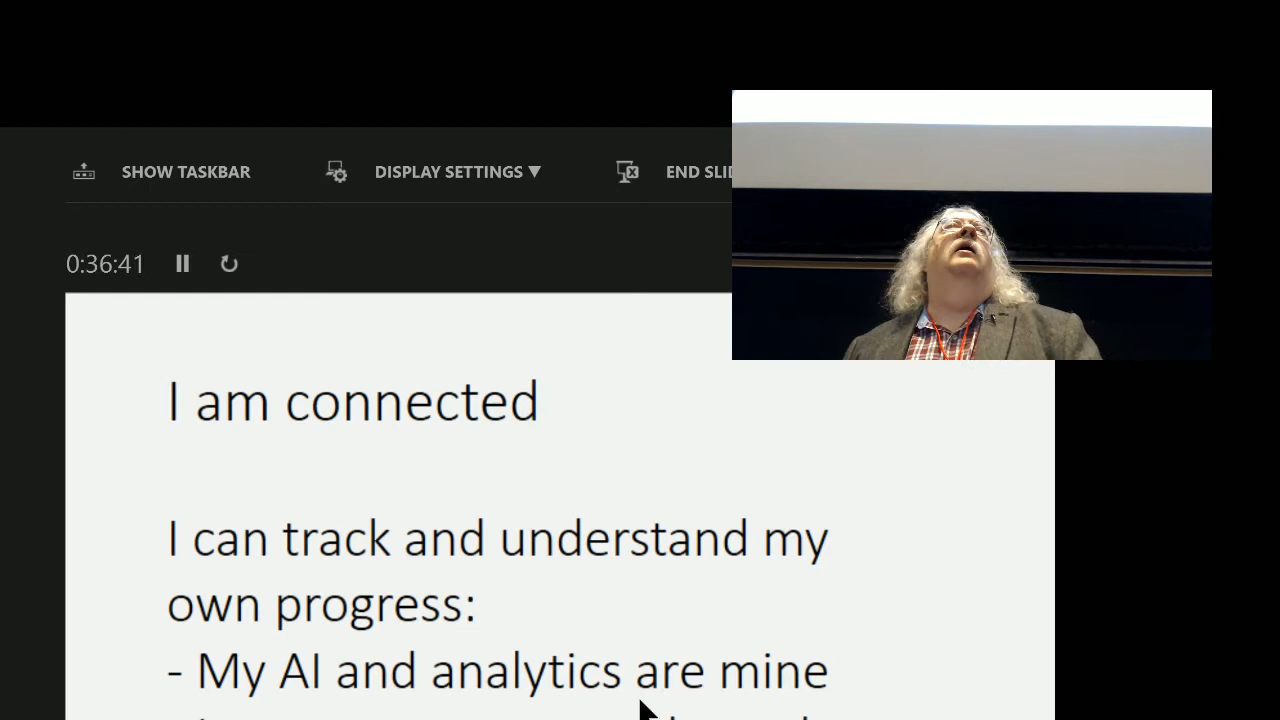 SHOW TASKBAR DISPLAY SETTINGS ▼ END
0:36:41
I am connected
I can track and understand my
own progress:
- My AI and analytics are mine